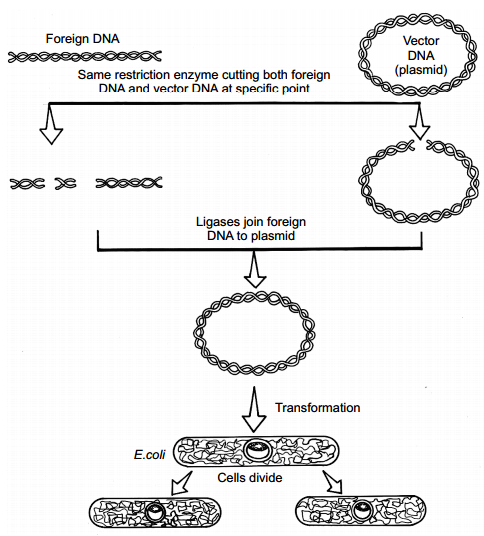 Foreign DNA
Vector
DNA
(plasmid)
Same restriction enzyme cutting both foreign
DNA and vector DNA at specific point
Ligases join foreign
DNA to plasmid
Transformation
E.coli
Cells divide